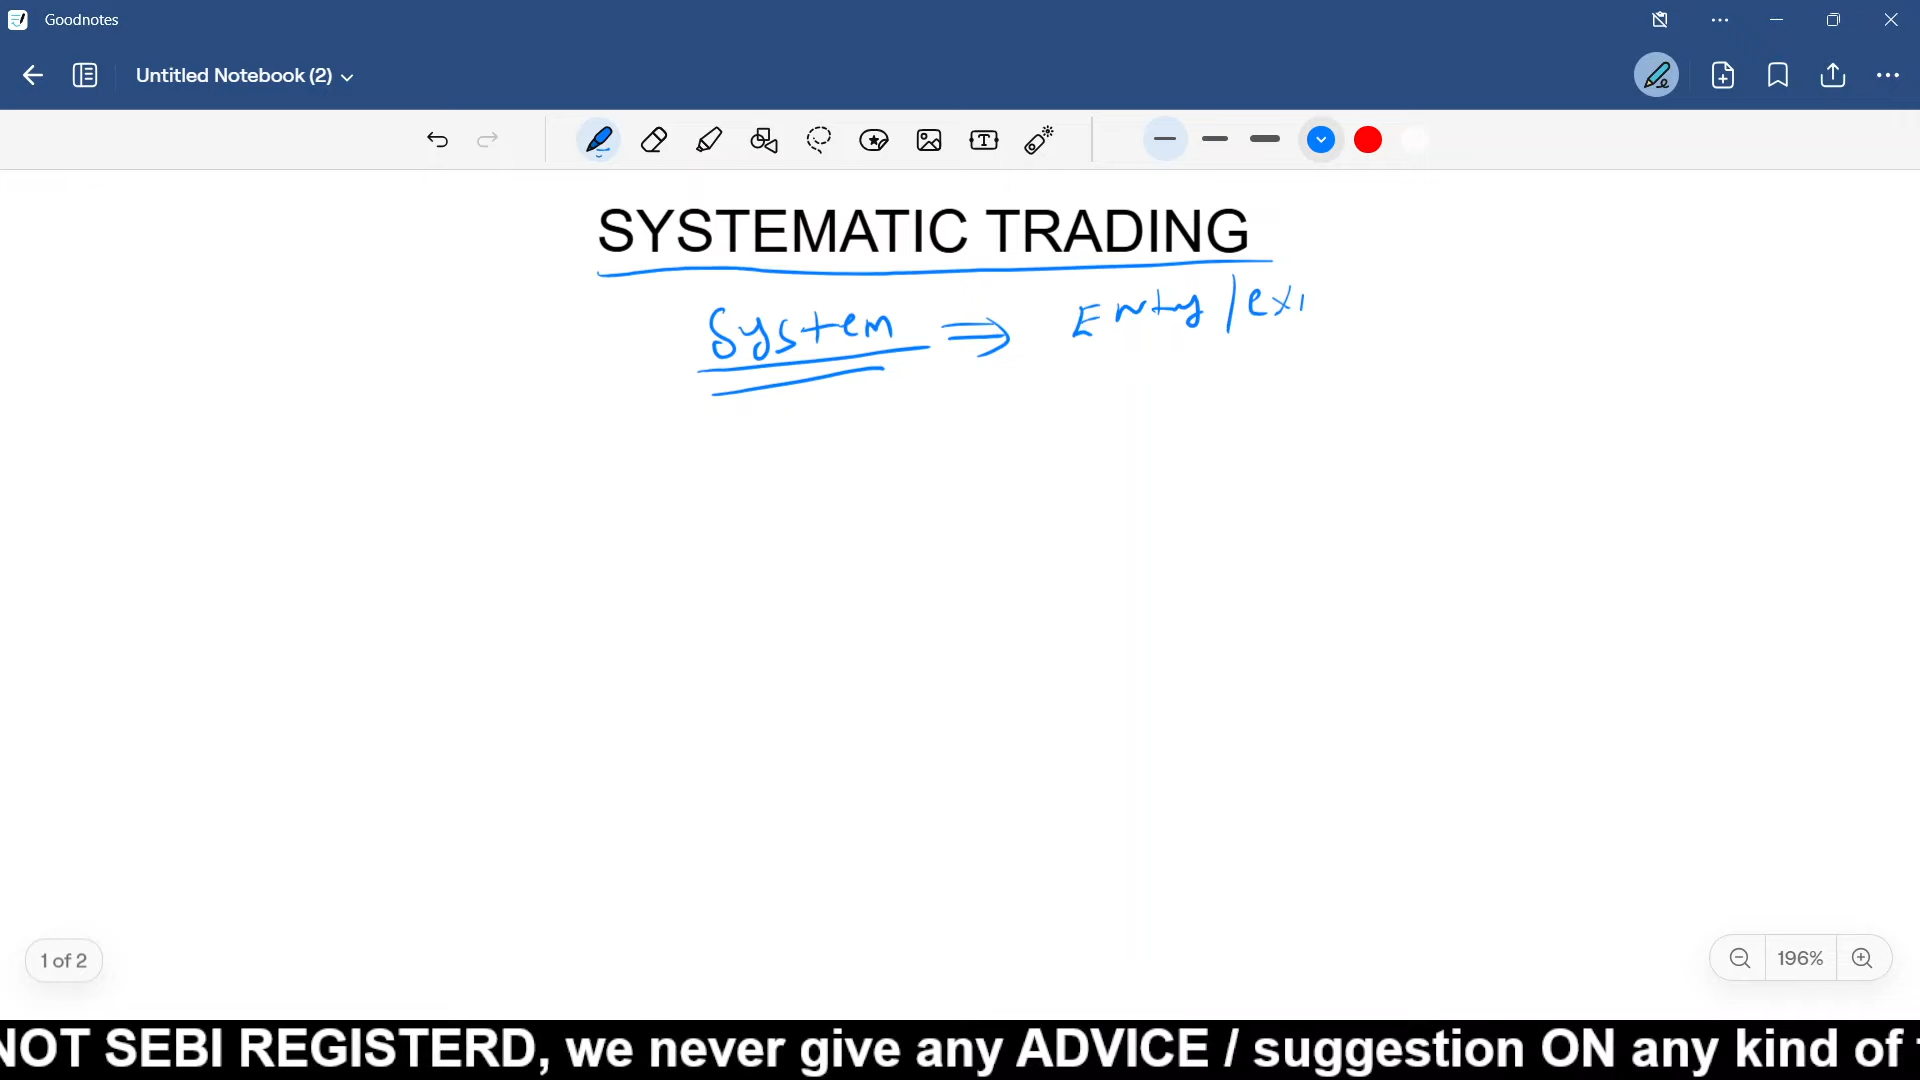 Goodnotes
Untitled Notebook (2)
SYSTEMATIC TRADING
System ⇒ Entry / exi
1 of 2
196%
NOT SEBI REGISTERD, we never give any ADVICE / suggestion ON any kind of